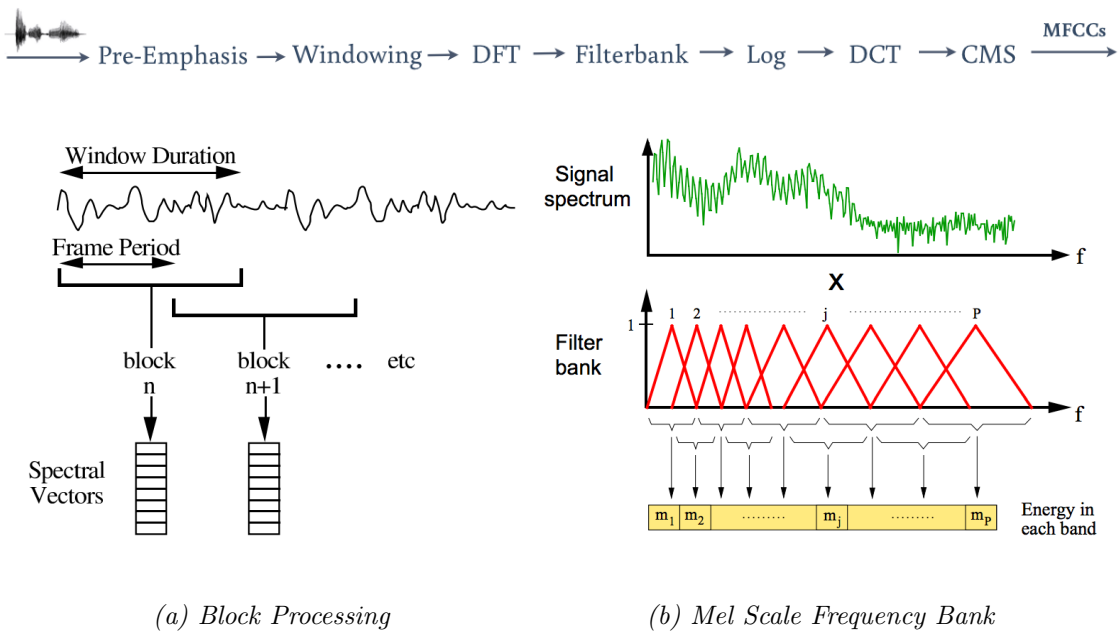 MFCCs
Pre-Emphasis Windowing DFT Filterbank Log DCT CMS
Window Duration
Frame Period
block
n
block
n+1
.... etc
Spectral
Vectors
(a) Block Processing
Signal
spectrum
f
X
1 2 ......... j ......... P
1
Filter
bank
f
m1 m2 ......... mj ......... mP
Energy in
each band
(b) Mel Scale Frequency Bank